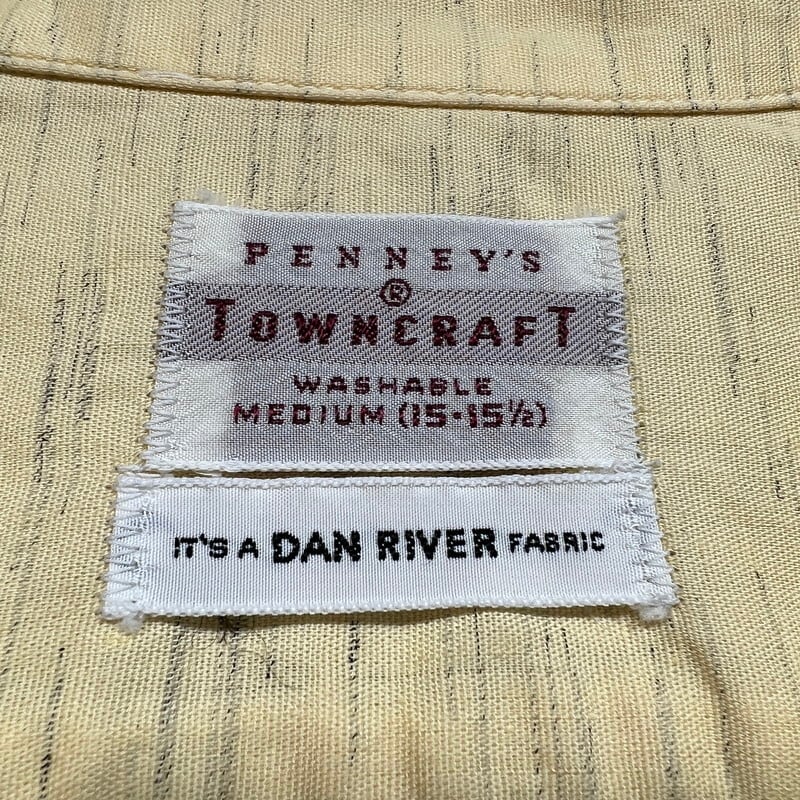 PENNEY'S
®
TOWNCRAFT
WASHABLE
MEDIUM (15-15½)
IT'S A DAN RIVER FABRIC